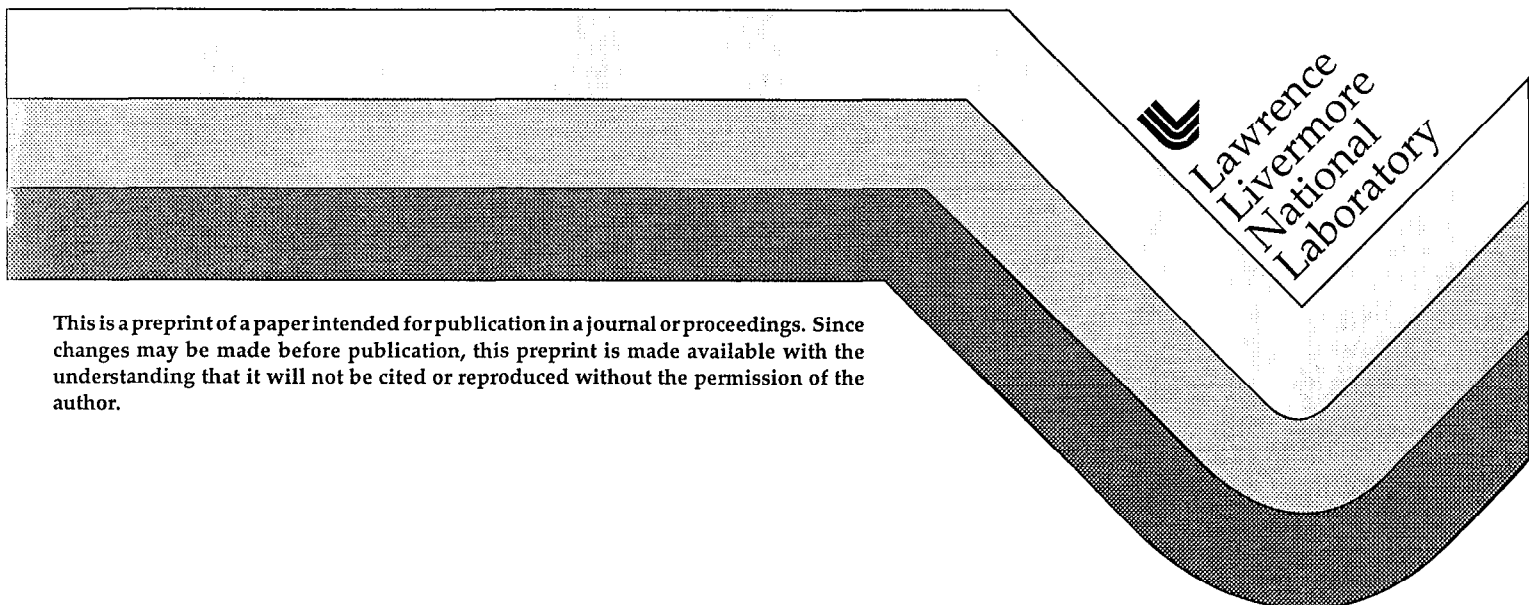 Lawrence
Livermore
National
Laboratory
This is a preprint of a paper intended for publication in a journal or proceedings. Since
changes may be made before publication, this preprint is made available with the
understanding that it will not be cited or reproduced without the permission of the
author.